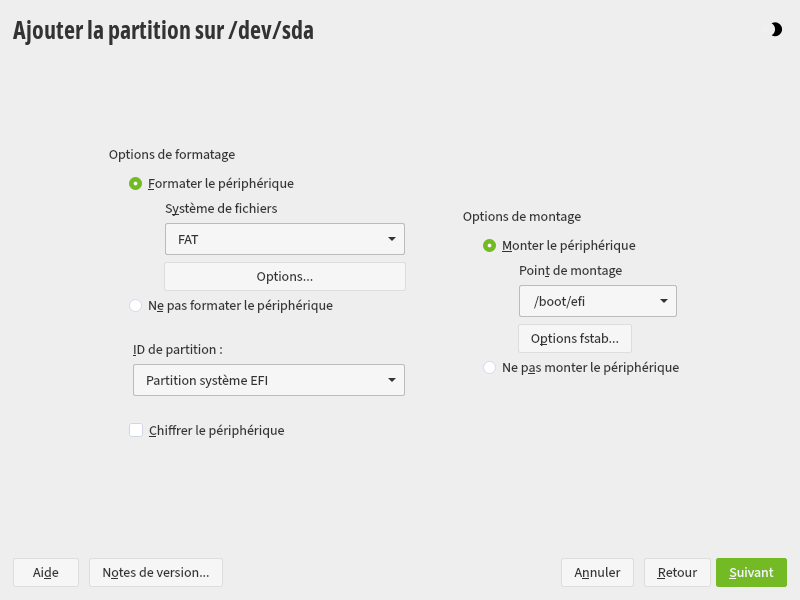 Ajouter la partition sur /dev/sda
Options de formatage
Formater le périphérique
Système de fichiers
FAT
Options...
Ne pas formater le périphérique
ID de partition :
Partition système EFI
Chiffrer le périphérique
Options de montage
Monter le périphérique
Point de montage
/boot/efi
Options fstab...
Ne pas monter le périphérique
Aide
Notes de version...
Annuler
Retour
Suivant